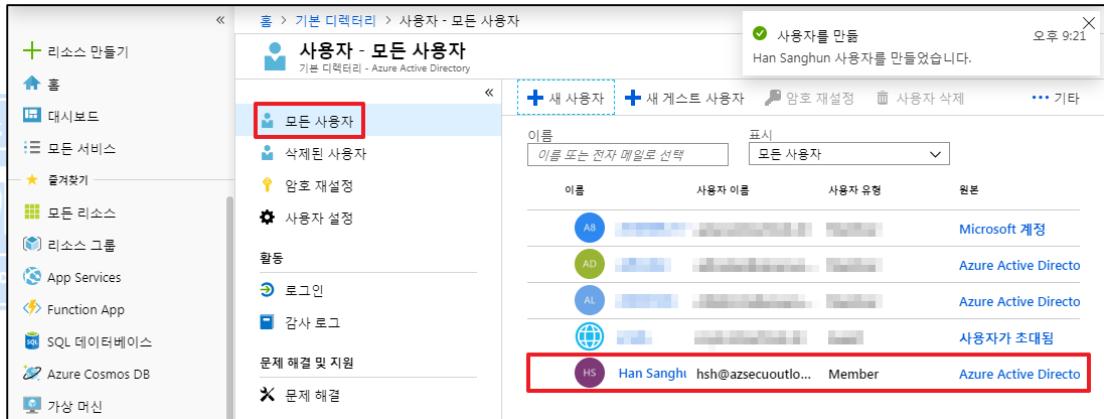 홈 > 기본 디렉터리 > 사용자 - 모든 사용자
사용자 - 모든 사용자
기본 디렉터리 - Azure Active Directory
사용자를 만듦
오후 9:21
Han Sanghun 사용자를 만들었습니다.
리소스 만들기
홈
대시보드
모든 서비스
즐겨찾기
모든 리소스
리소스 그룹
App Services
Function App
SQL 데이터베이스
Azure Cosmos DB
가상 머신
모든 사용자
삭제된 사용자
암호 재설정
사용자 설정
활동
로그인
감사 로그
문제 해결 및 지원
문제 해결
새 사용자
새 게스트 사용자
암호 재설정
사용자 삭제
기타
이름
이름 또는 전자 메일로 선택
표시
모든 사용자
이름 사용자 이름 사용자 유형 원본
AB Microsoft 계정
AD Azure Active Directo
AL Azure Active Directo
사용자가 초대됨
HS Han Sanghu hsh@azsecuoutlo... Member Azure Active Directo